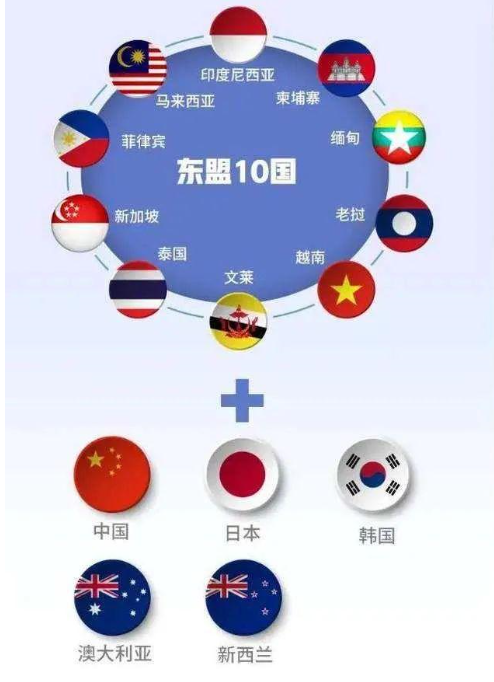 印度尼西亚
马来西亚
柬埔寨
菲律宾
缅甸
东盟10国
新加坡
老挝
泰国
越南
文莱
中国
日本
韩国
澳大利亚
新西兰